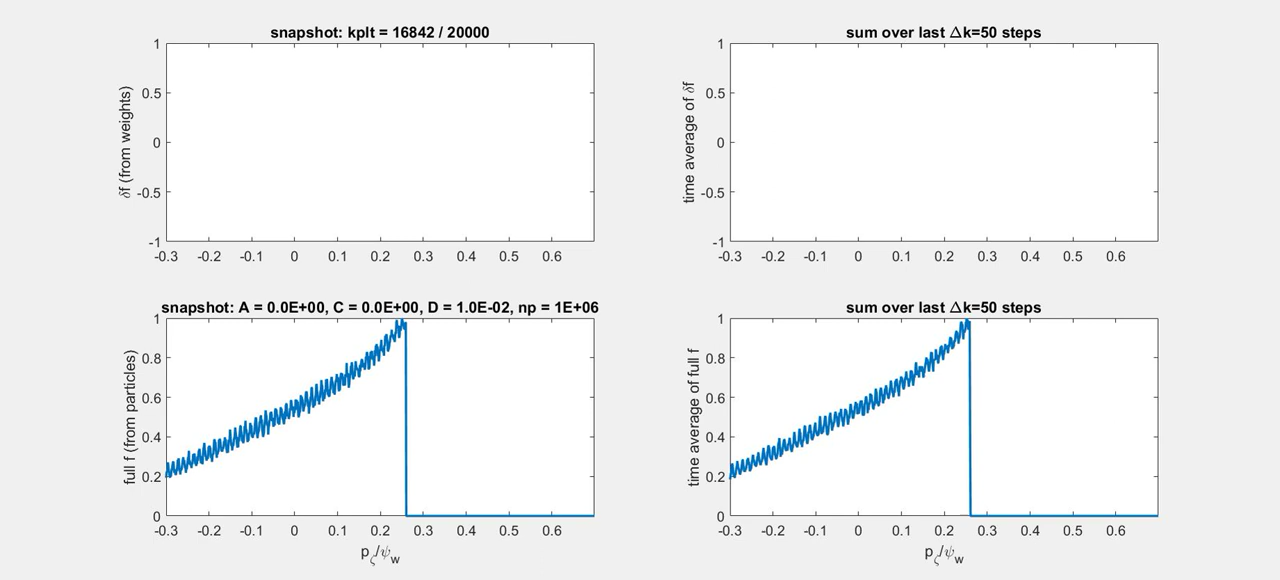 snapshot: kplt = 16842 / 20000
δf (from weights)
1
0.5
0
-0.5
-1
-0.3 -0.2 -0.1 0 0.1 0.2 0.3 0.4 0.5 0.6
sum over last Δk=50 steps
time average of δf
1
0.5
0
-0.5
-1
-0.3 -0.2 -0.1 0 0.1 0.2 0.3 0.4 0.5 0.6
snapshot: A = 0.0E+00, C = 0.0E+00, D = 1.0E-02, np = 1E+06
full f (from particles)
1
0.8
0.6
0.4
0.2
0
-0.3 -0.2 -0.1 0 0.1 0.2 0.3 0.4 0.5 0.6
p_ζ/ψ_w
sum over last Δk=50 steps
time average of full f
1
0.8
0.6
0.4
0.2
0
-0.3 -0.2 -0.1 0 0.1 0.2 0.3 0.4 0.5 0.6
p_ζ/ψ_w